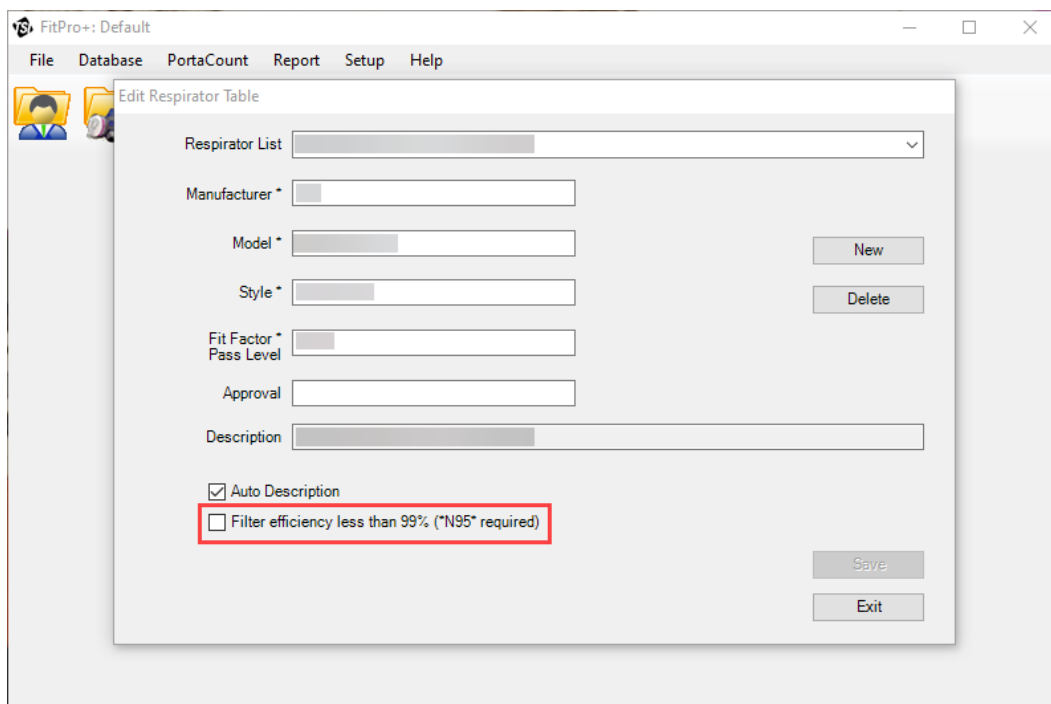 TSI FitPro+: Default
File Database PortaCount Report Setup Help
Edit Respirator Table
Respirator List
Manufacturer *
Model *
New
Style *
Delete
Fit Factor *
Pass Level
Approval
Description
Auto Description
Filter efficiency less than 99% (*N95* required)
Save
Exit